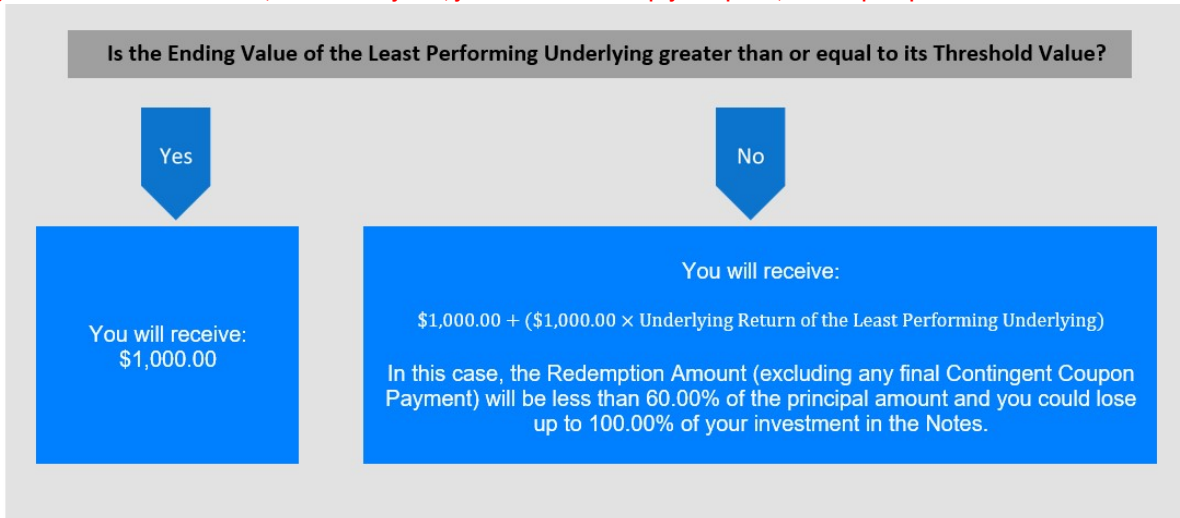 Is the Ending Value of the Least Performing Underlying greater than or equal to its Threshold Value?
Yes
No
You will receive:
$1,000.00
You will receive:
$1,000.00 + ($1,000.00 × Underlying Return of the Least Performing Underlying)
In this case, the Redemption Amount (excluding any final Contingent Coupon
Payment) will be less than 60.00% of the principal amount and you could lose
up to 100.00% of your investment in the Notes.